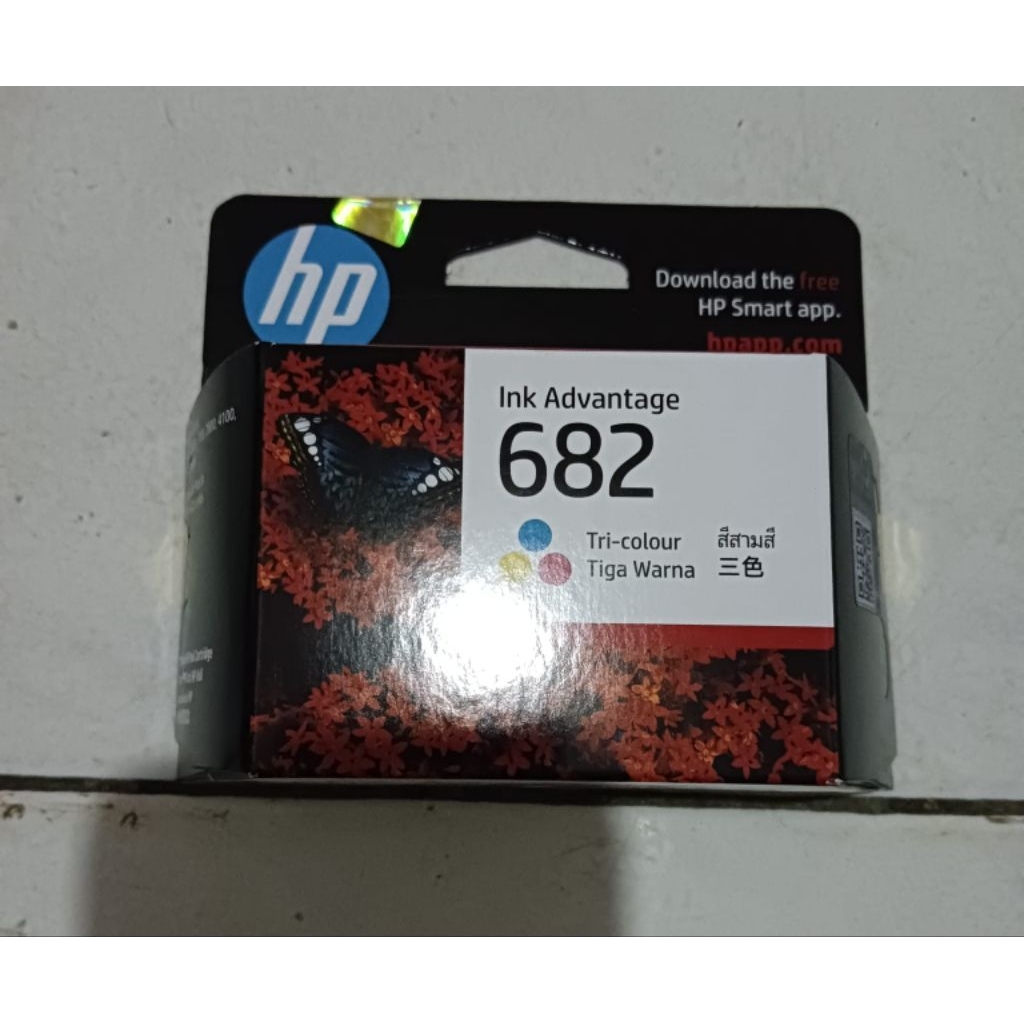 hp
Download the free
HP Smart app.
hpapp.com
Ink Advantage
682
Tri-colour สีสามสี
Tiga Warna 三色
4100,